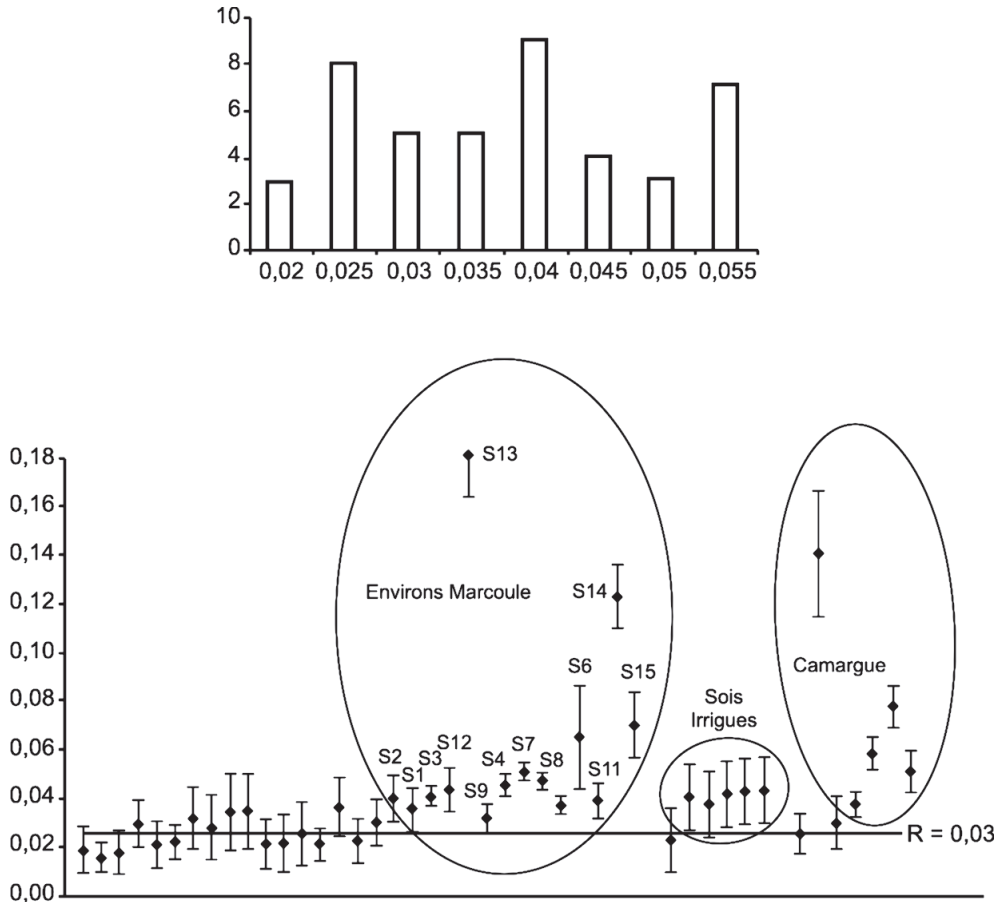 10
8
6
4
2
0
0,02 0,025 0,03 0,035 0,04 0,045 0,05 0,055
0,18
0,16
0,14
0,12
0,10
0,08
0,06
0,04
0,02
0,00
S13
Environs Marcoule
S14
S6
S15
S2
S1
S3
S12
S9
S4
S7
S8
S11
Sois
Irrigues
Camargue
R = 0,03